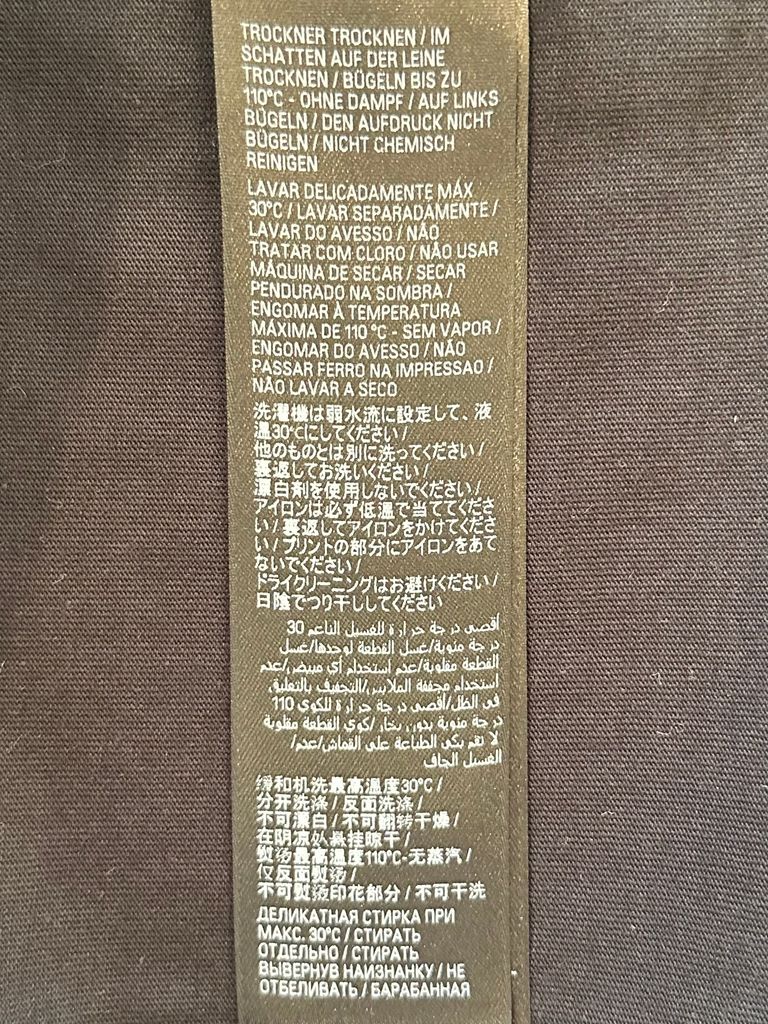 TROCKNER TROCKNEN / IM
SCHATTEN AUF DER LEINE
TROCKNEN / BÜGELN BIS ZU
110°C - OHNE DAMPF / AUF LINKS
BÜGELN / DEN AUFDRUCK NICHT
BÜGELN / NICHT CHEMISCH
REINIGEN
LAVAR DELICADAMENTE MÁX
30°C / LAVAR SEPARADAMENTE /
LAVAR DO AVESSO / NÃO
TRATAR COM CLORO / NÃO USAR
MÁQUINA DE SECAR / SECAR
PENDURADO NA SOMBRA /
ENGOMAR À TEMPERATURA
MÁXIMA DE 110 °C - SEM VAPOR /
ENGOMAR DO AVESSO / NÃO
PASSAR FERRO NA IMPRESSAO /
NÃO LAVAR A SECO
洗濯機は弱水流に設定して、液
温30℃にしてください /
他のものとは別に洗ってください /
裏返してお洗いください /
漂白剤を使用しないでください /
アイロンは必ず低温で当ててくださ
い / 裏返してアイロンをかけてくださ
い / プリントの部分にアイロンをあて
ないでください /
ドライクリーニングはお避けください /
日陰でつり干ししてください
أقصى درجة حرارة للغسيل الناعم 30
درجة مئوية/غسل القطعة لوحدها/غسل
القطعة مقلوبة/عدم استخدام أي مبيض/عدم
استخدام مجففة الملابس/التجفيف بالتعليق
في الظل/أقصى درجة حرارة للكوي 110
درجة مئوية بدون بخار /كوي القطعة مقلوبة
لا تقم بكي الطباعة على القماش/عدم/
الغسيل الجاف
缓和机洗最高温度30°C /
分开洗涤 / 反面洗涤 /
不可漂白 / 不可翻转干燥 /
在阴凉处悬挂晾干 /
熨烫最高温度110°C-无蒸汽 /
仅反面熨烫 /
不可熨烫印花部分 / 不可干洗
ДЕЛИКАТНАЯ СТИРКА ПРИ
МАКС. 30°C / СТИРАТЬ
ОТДЕЛЬНО / СТИРАТЬ
ВЫВЕРНУВ НАИЗНАНКУ / НЕ
ОТБЕЛИВАТЬ / БАРАБАННАЯ